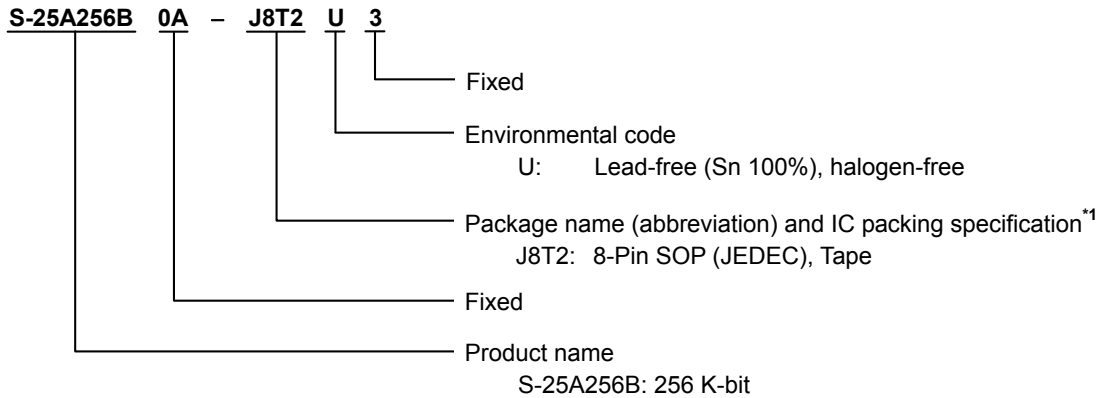 S-25A256B 0A – J8T2 U 3
Fixed
Environmental code
U: Lead-free (Sn 100%), halogen-free
Package name (abbreviation) and IC packing specification*1
J8T2: 8-Pin SOP (JEDEC), Tape
Fixed
Product name
S-25A256B: 256 K-bit